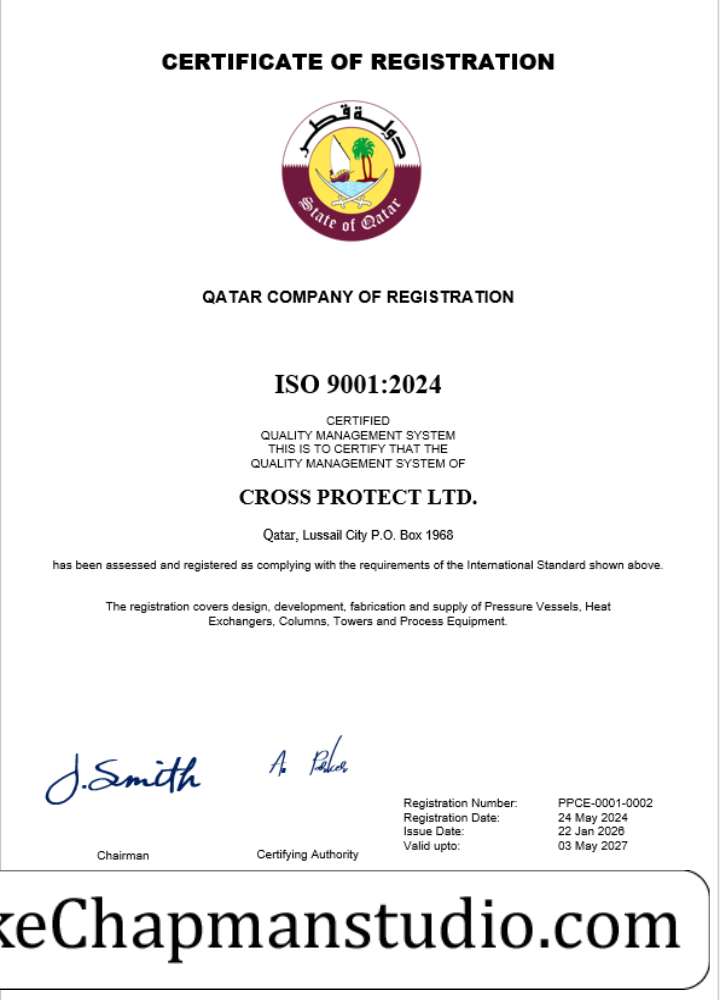 CERTIFICATE OF REGISTRATION
دولة قطر
State of Qatar
QATAR COMPANY OF REGISTRATION
ISO 9001:2024
CERTIFIED
QUALITY MANAGEMENT SYSTEM
THIS IS TO CERTIFY THAT THE
QUALITY MANAGEMENT SYSTEM OF
CROSS PROTECT LTD.
Qatar, Lussail City P.O. Box 1968
has been assessed and registered as complying with the requirements of the International Standard shown above.
The registration covers design, development, fabrication and supply of Pressure Vessels, Heat
Exchangers, Columns, Towers and Process Equipment.
J. Smith
A. Parker
Registration Number: PPCE-0001-0002
Registration Date: 24 May 2024
Issue Date: 22 Jan 2026
Valid upto: 03 May 2027
Chairman
Certifying Authority
keChapmanstudio.com